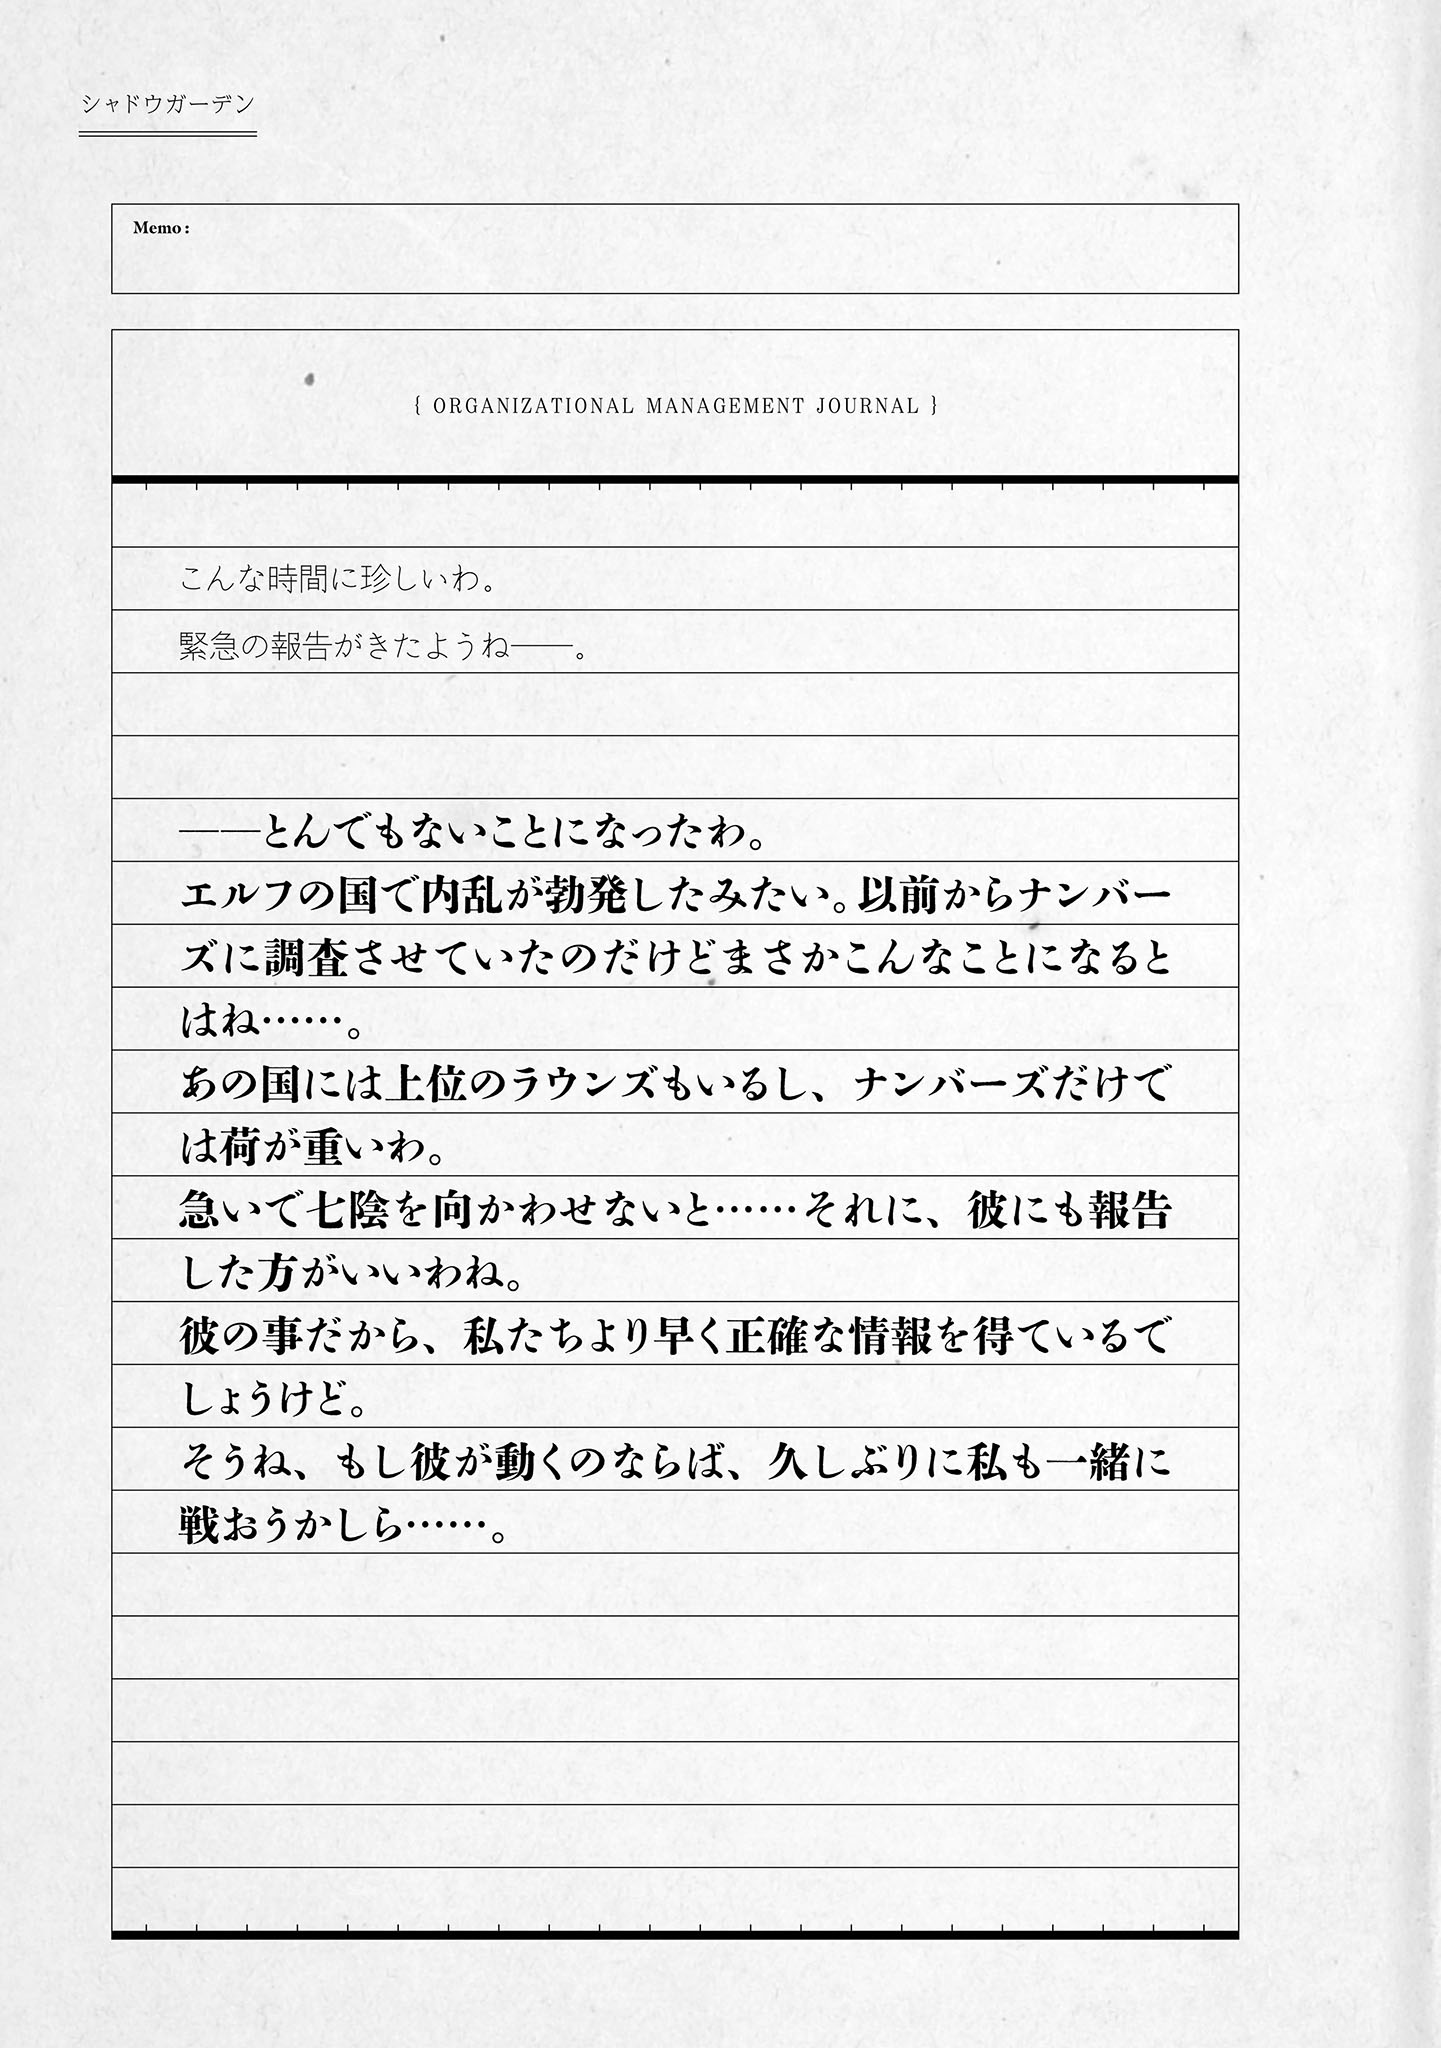 シャドウガーデン
Memo :
{ ORGANIZATIONAL MANAGEMENT JOURNAL }
こんな時間に珍しいわ。
緊急の報告がきたようね――。
――とんでもないことになったわ。
エルフの国で内乱が勃発したみたい。以前からナンバー
ズに調査させていたのだけどまさかこんなことになると
はね……。
あの国には上位のラウンズもいるし、ナンバーズだけで
は荷が重いわ。
急いで七陰を向かわせないと……それに、彼にも報告
した方がいいわね。
彼の事だから、私たちより早く正確な情報を得ているで
しょうけど。
そうね、もし彼が動くのならば、久しぶりに私も一緒に
戦おうかしら……。